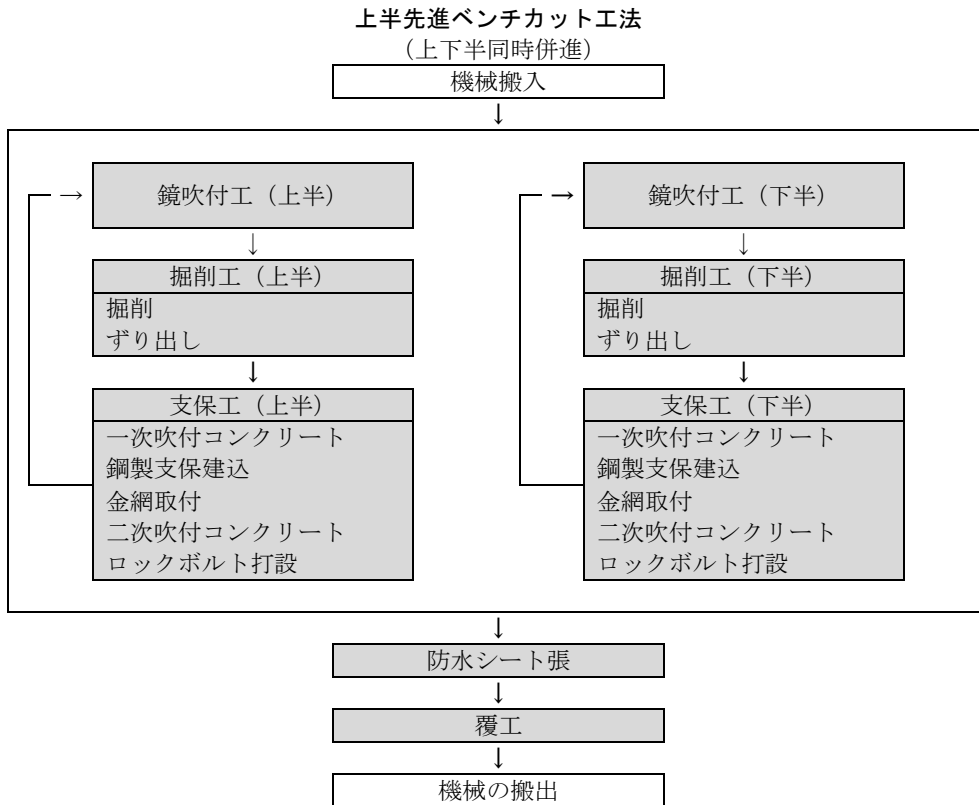 上半先進ベンチカット工法
（上下半同時併進）
機械搬入
↓
→ 鏡吹付工（上半）
↓
掘削工（上半）
掘削
ずり出し
↓
支保工（上半）
一次吹付コンクリート
鋼製支保建込
金網取付
二次吹付コンクリート
ロックボルト打設
→ 鏡吹付工（下半）
↓
掘削工（下半）
掘削
ずり出し
↓
支保工（下半）
一次吹付コンクリート
鋼製支保建込
金網取付
二次吹付コンクリート
ロックボルト打設
↓
防水シート張
↓
覆工
↓
機械の搬出